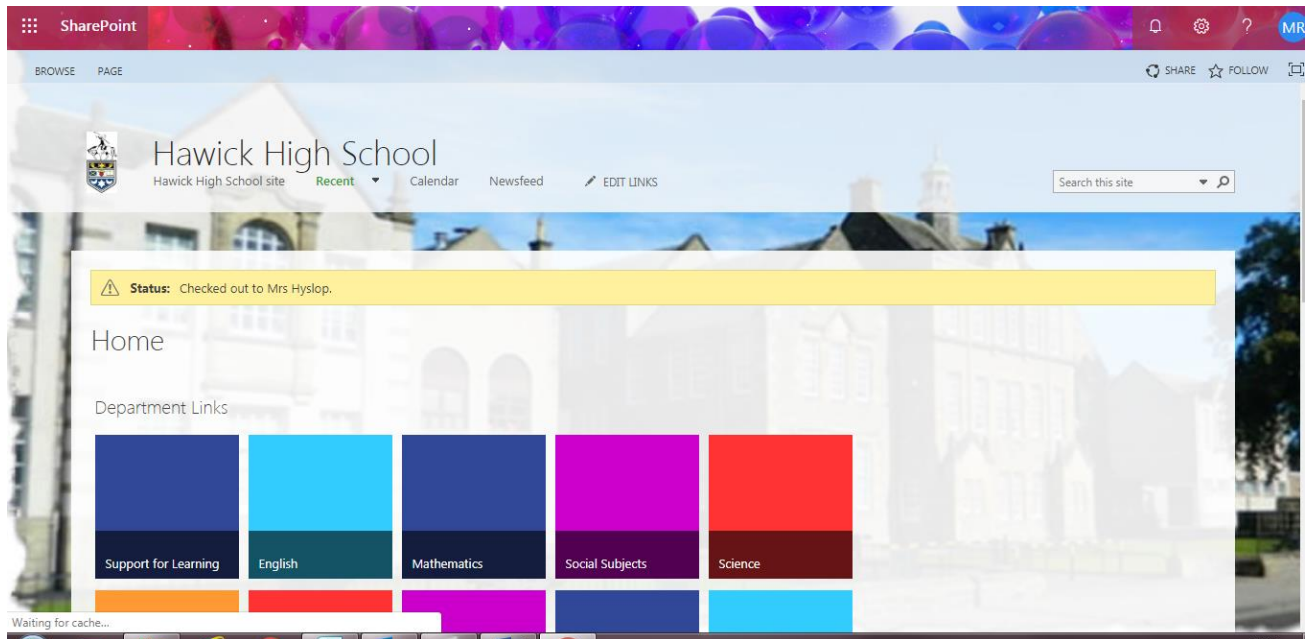 SharePoint ? MR
BROWSE PAGE SHARE FOLLOW
Hawick High School
Hawick High School site Recent Calendar Newsfeed EDIT LINKS Search this site
Status: Checked out to Mrs Hyslop.
Home
Department Links
Support for Learning English Mathematics Social Subjects Science
Waiting for cache...